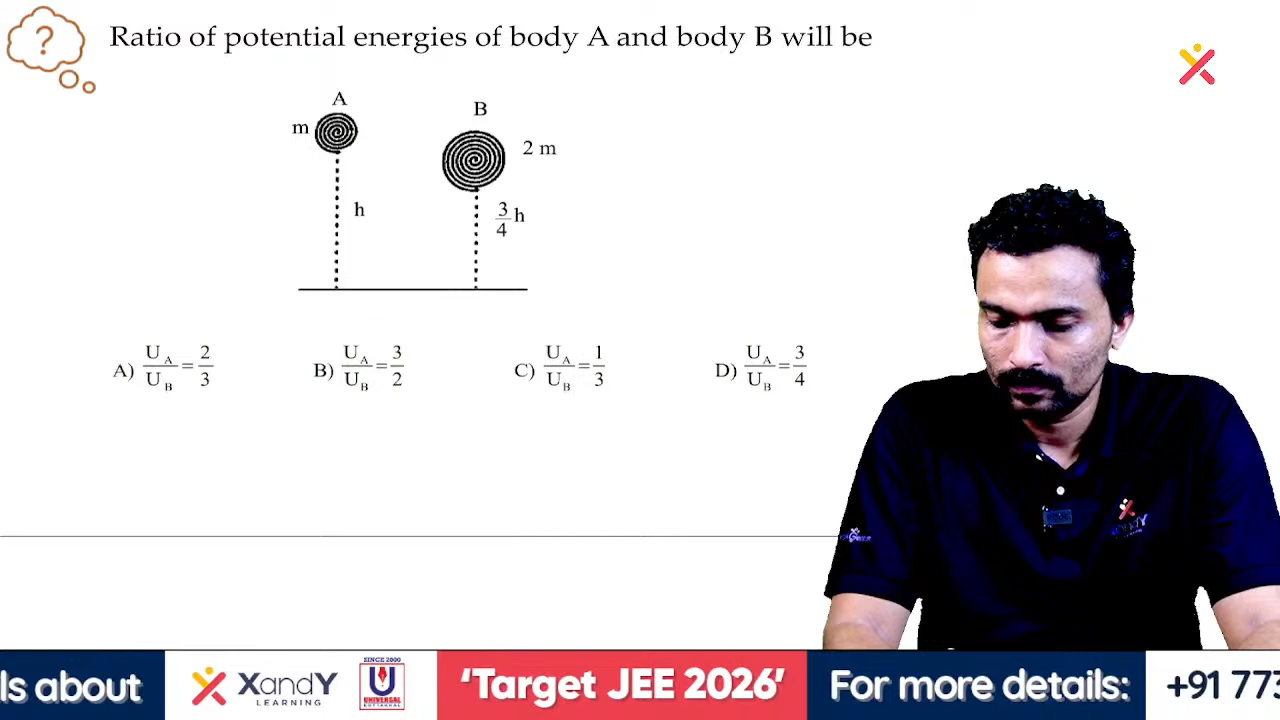 ?
Ratio of potential energies of body A and body B will be
A
B
m
2 m
h
3/4 h
A) U_A/U_B = 2/3
B) U_A/U_B = 3/2
C) U_A/U_B = 1/3
D) U_A/U_B = 3/4
ls about
XandY
LEARNING
SINCE 2000
U
UNIVERSAL
KOTTAKKAL
'Target JEE 2026'
For more details:
+91 773